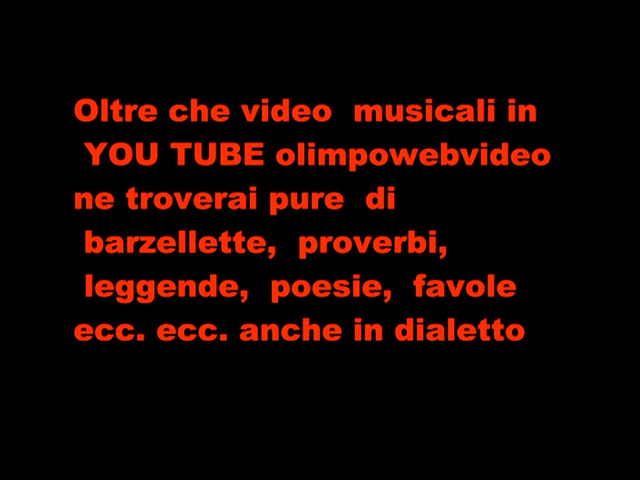 Oltre che video musicali in
YOU TUBE olimpowebvideo
ne troverai pure di
barzellette, proverbi,
leggende, poesie, favole
ecc. ecc. anche in dialetto